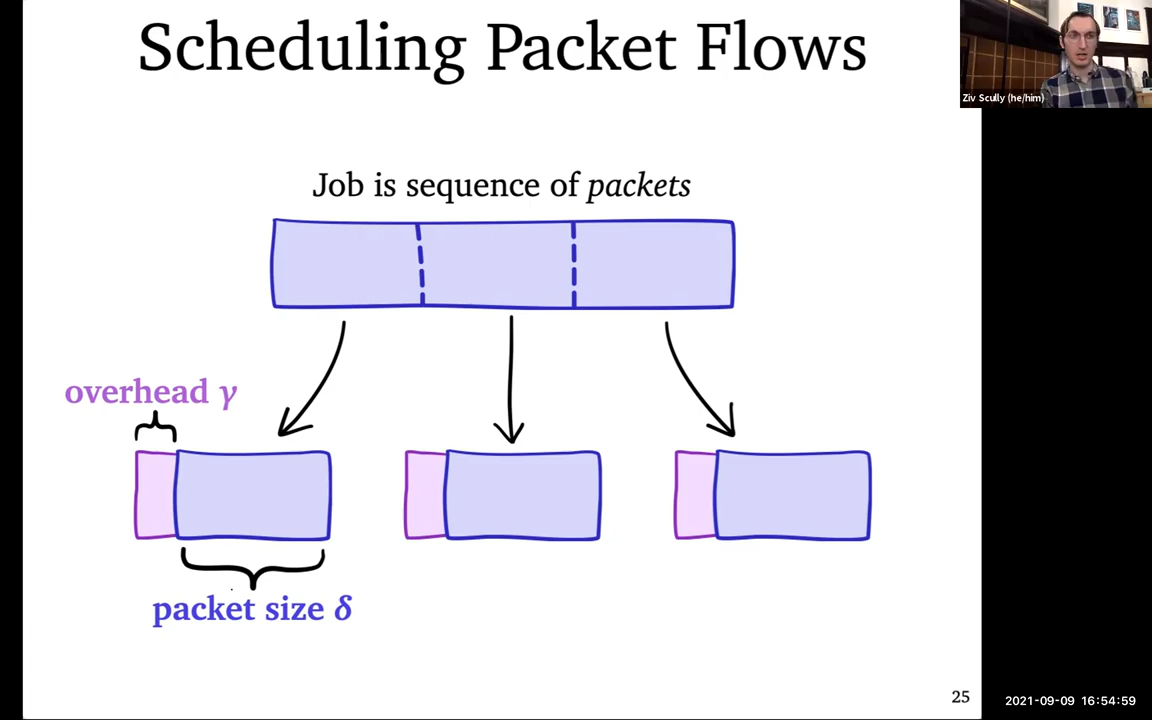 Scheduling Packet Flows
Ziv Scully (he/him)
Job is sequence of packets
overhead γ
packet size δ
25
2021-09-09 16:54:59